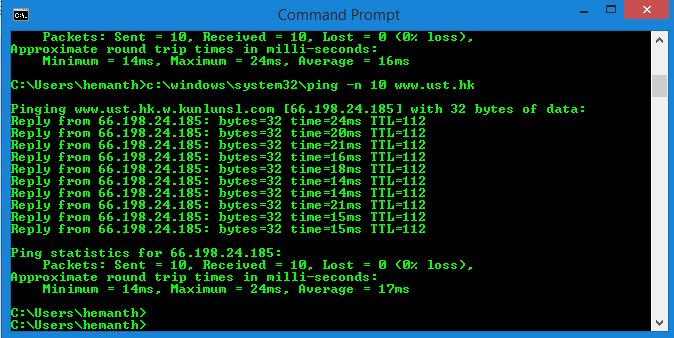 Command Prompt
    Packets: Sent = 10, Received = 10, Lost = 0 (0% loss),
Approximate round trip times in milli-seconds:
    Minimum = 14ms, Maximum = 24ms, Average = 16ms
C:\Users\hemanth>c:\windows\system32\ping -n 10 www.ust.hk
Pinging www.ust.hk.w.kunlunsl.com [66.198.24.185] with 32 bytes of data:
Reply from 66.198.24.185: bytes=32 time=24ms TTL=112
Reply from 66.198.24.185: bytes=32 time=20ms TTL=112
Reply from 66.198.24.185: bytes=32 time=21ms TTL=112
Reply from 66.198.24.185: bytes=32 time=16ms TTL=112
Reply from 66.198.24.185: bytes=32 time=18ms TTL=112
Reply from 66.198.24.185: bytes=32 time=14ms TTL=112
Reply from 66.198.24.185: bytes=32 time=14ms TTL=112
Reply from 66.198.24.185: bytes=32 time=21ms TTL=112
Reply from 66.198.24.185: bytes=32 time=15ms TTL=112
Reply from 66.198.24.185: bytes=32 time=15ms TTL=112
Ping statistics for 66.198.24.185:
    Packets: Sent = 10, Received = 10, Lost = 0 (0% loss),
Approximate round trip times in milli-seconds:
    Minimum = 14ms, Maximum = 24ms, Average = 17ms
C:\Users\hemanth>
C:\Users\hemanth>